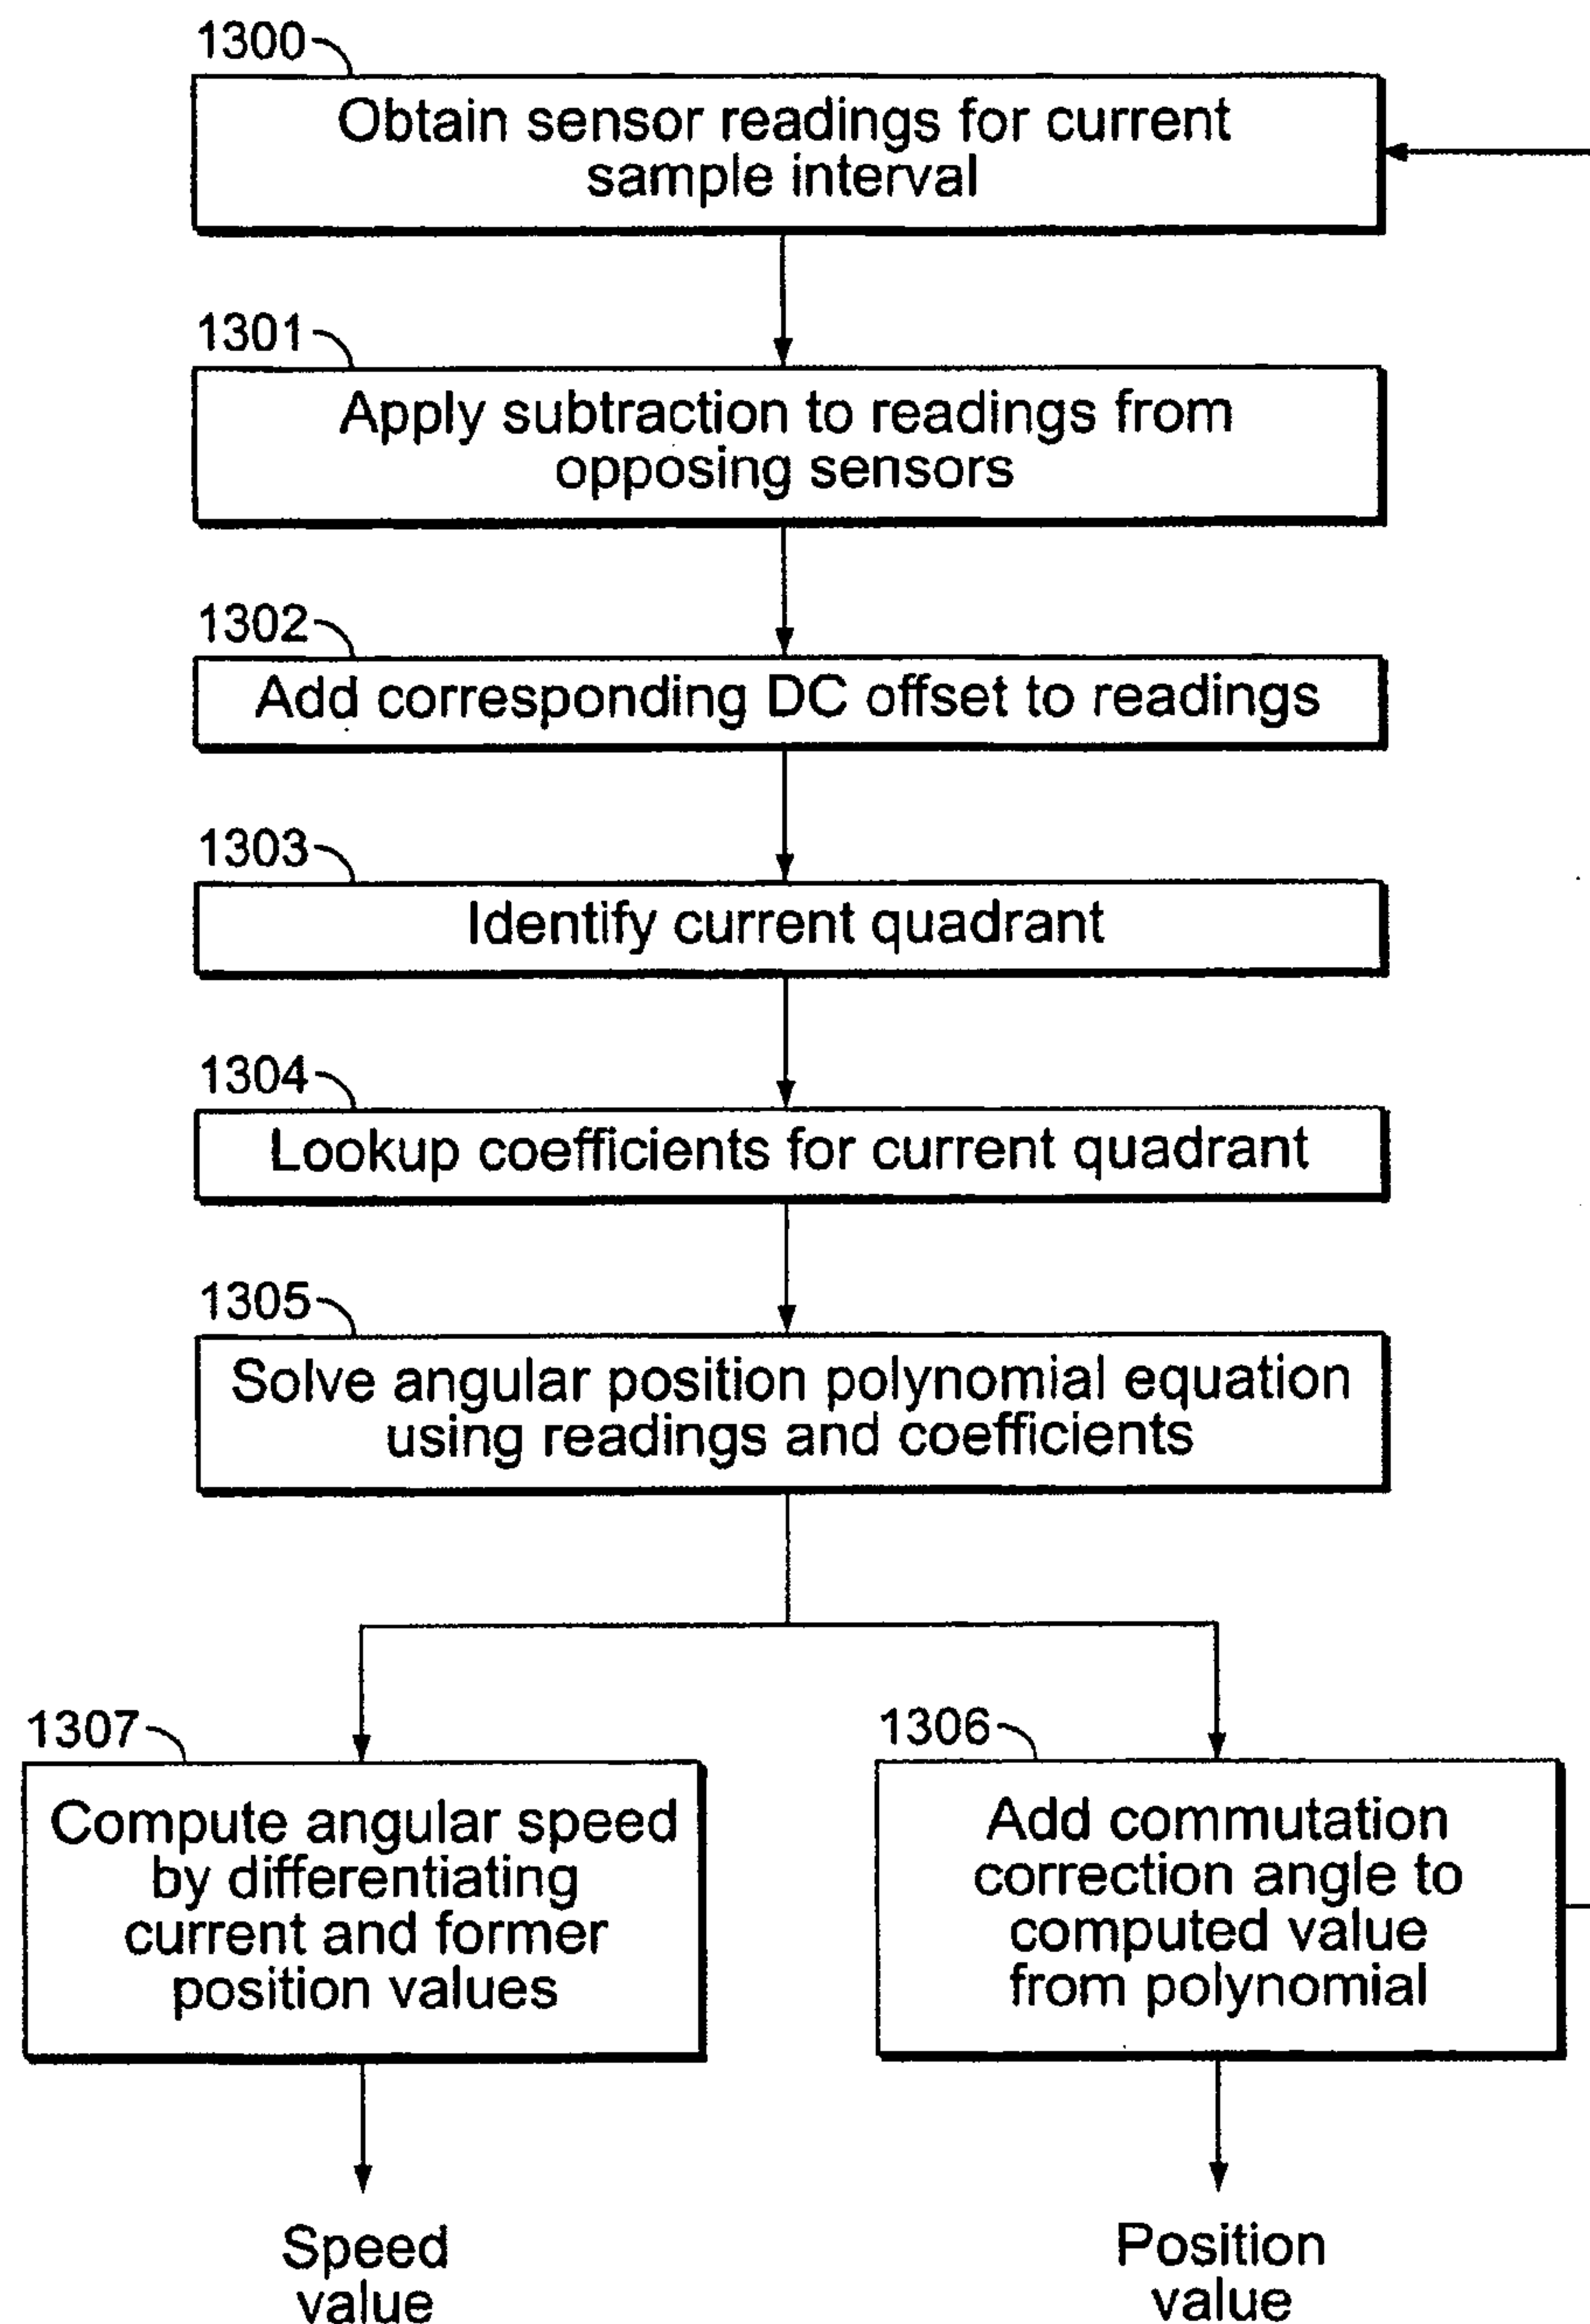 1300
Obtain sensor readings for current
sample interval
1301
Apply subtraction to readings from
opposing sensors
1302
Add corresponding DC offset to readings
1303
Identify current quadrant
1304
Lookup coefficients for current quadrant
1305
Solve angular position polynomial equation
using readings and coefficients
1307
Compute angular speed
by differentiating
current and former
position values
1306
Add commutation
correction angle to
computed value
from polynomial
Speed
value
Position
value